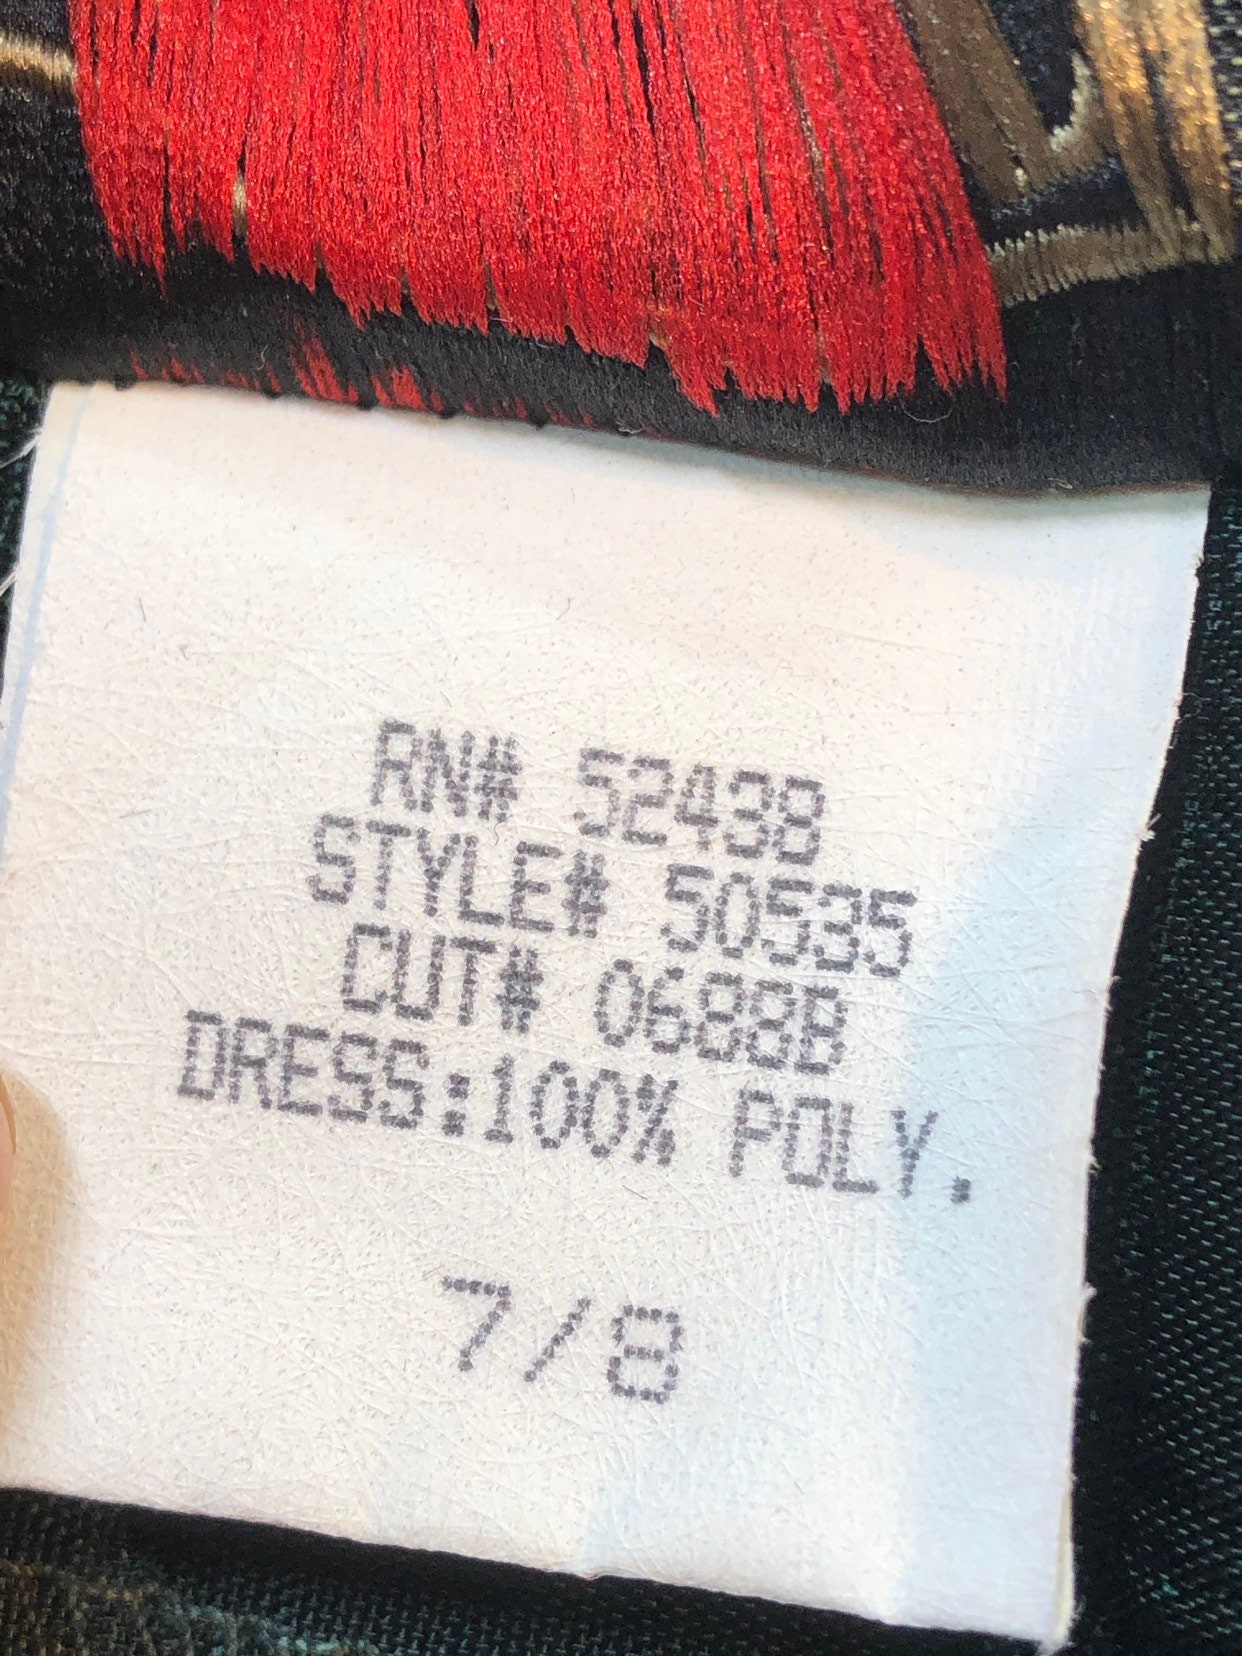 RN# 52438
STYLE# 50535
CUT# 0688B
DRESS:100% POLY.
7/8